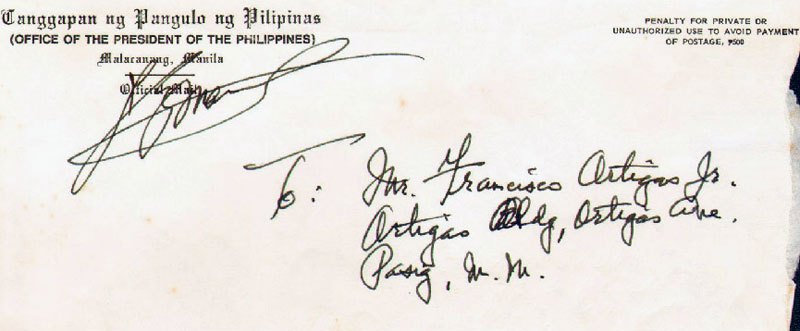 Tanggapan ng Pangulo ng Pilipinas
(OFFICE OF THE PRESIDENT OF THE PHILIPPINES)
Malacanang, Manila
Official Mail
PENALTY FOR PRIVATE OR
UNAUTHORIZED USE TO AVOID PAYMENT
OF POSTAGE, ₱500
To: Mr. Francisco Ortigas Jr.
Ortigas Bldg, Ortigas Ave.
Pasig, M.M.